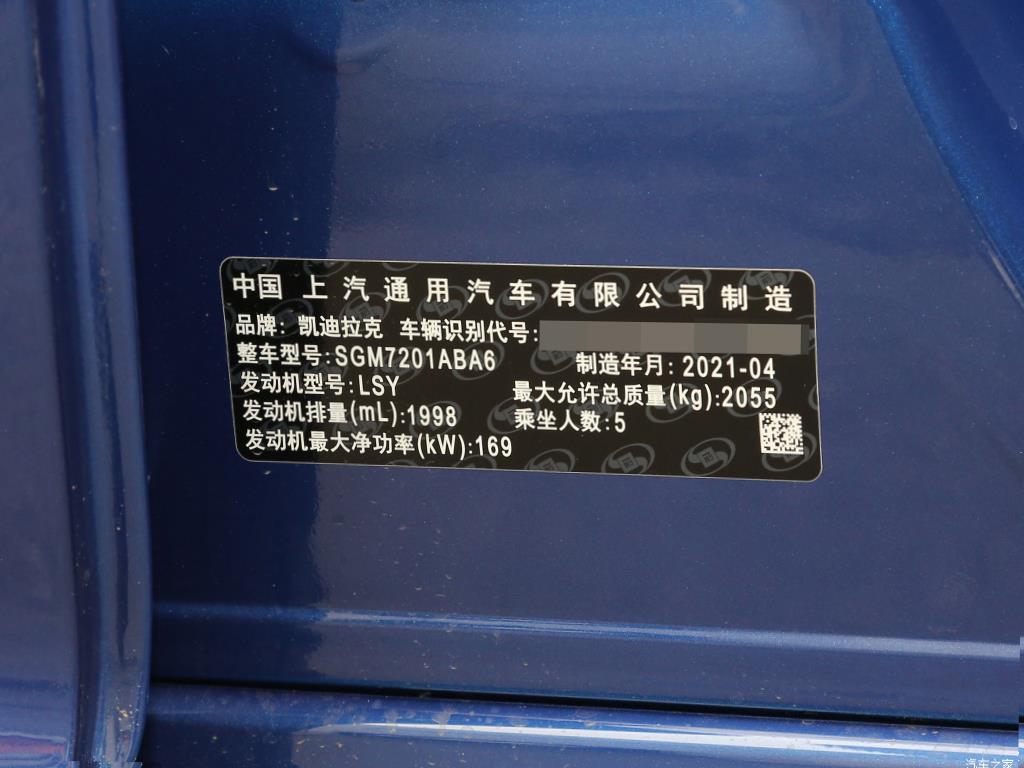 中国 上汽通用汽车有限公司制造
品牌: 凯迪拉克 车辆识别代号:
整车型号:SGM7201ABA6 制造年月: 2021-04
发动机型号:LSY 最大允许总质量(kg):2055
发动机排量(mL):1998 乘坐人数:5
发动机最大净功率(kW):169
汽车之家